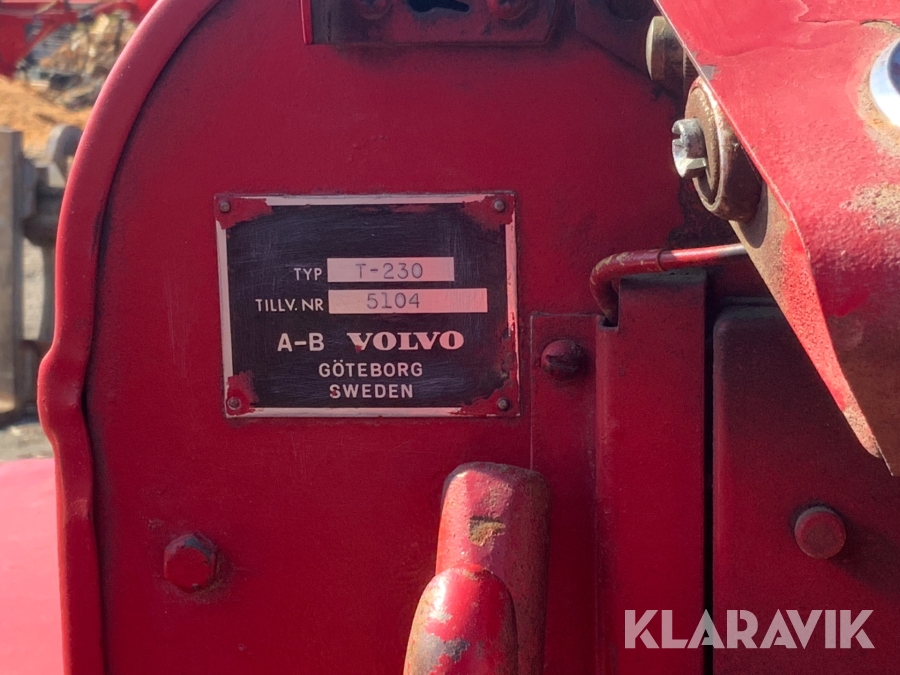 TYP T-230
TILLV. NR 5104
A-B VOLVO
GÖTEBORG
SWEDEN
KLARAVIK